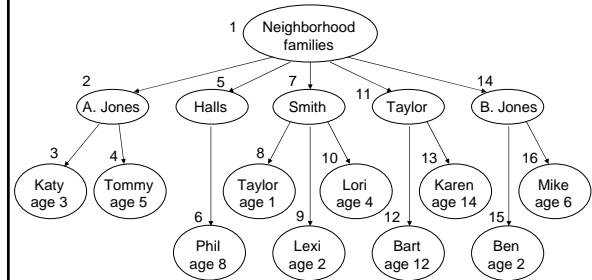 1
Neighborhood
families
2
5
7
11
14
A. Jones
Halls
Smith
Taylor
B. Jones
3
4
8
10
13
16
Katy
age 3
Tommy
age 5
Taylor
age 1
Lori
age 4
Karen
age 14
Mike
age 6
6
9
12
15
Phil
age 8
Lexi
age 2
Bart
age 12
Ben
age 2